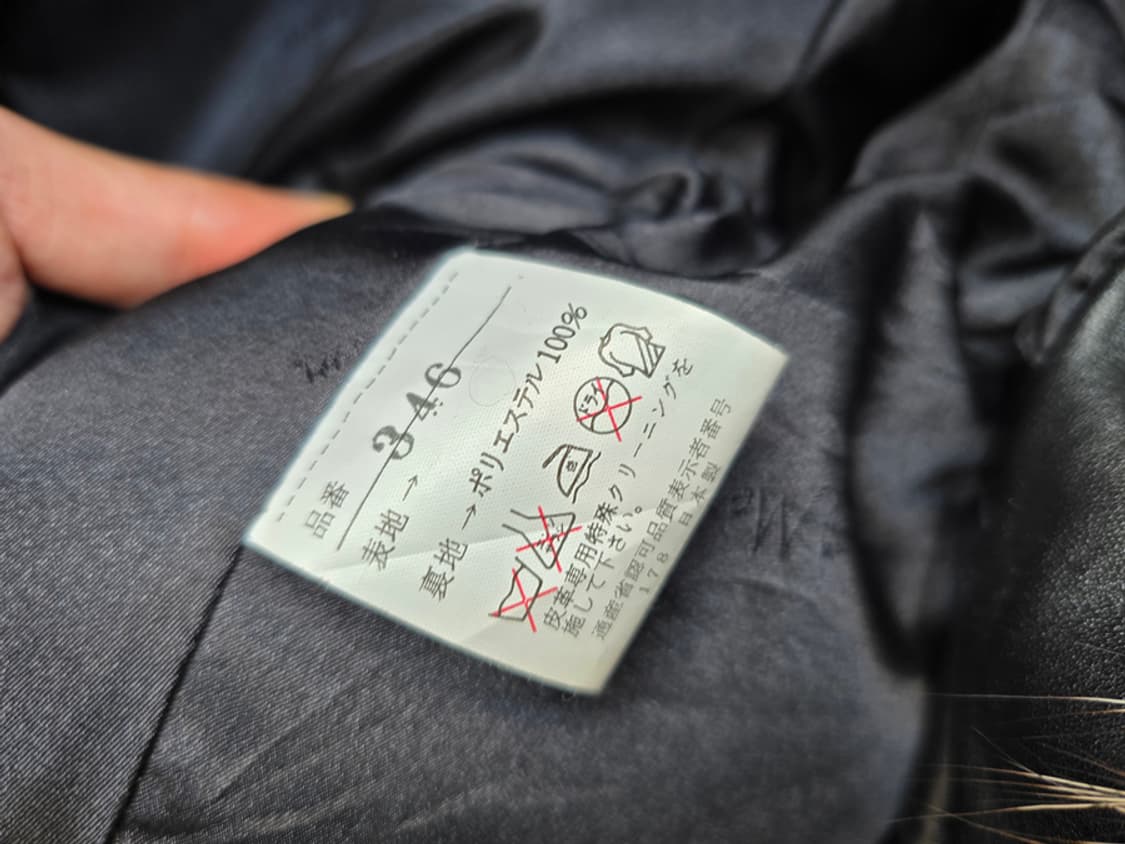 品番 346
表地→
裏地→ポリエステル100%
ドライ
皮革専用特殊クリーニングを
施して下さい。
通産省認可品質表示者番号
178 日本製